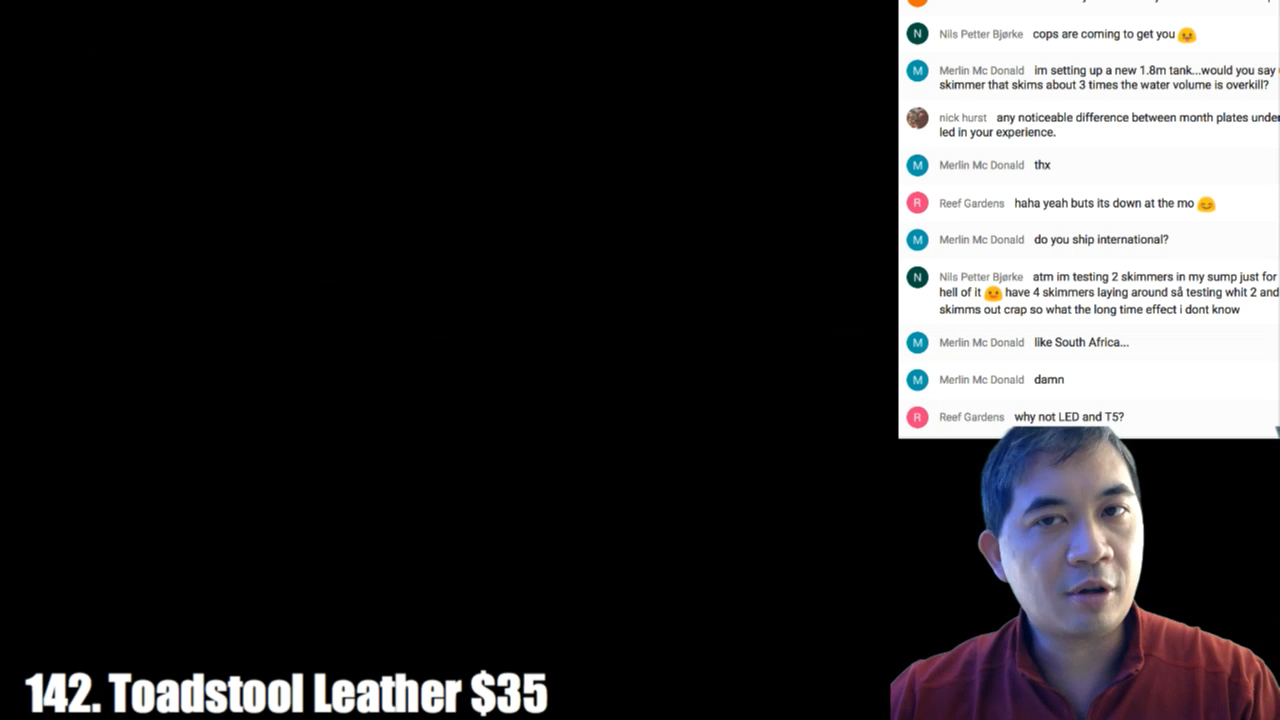 N Nils Petter Bjørke cops are coming to get you
M Merlin Mc Donald im setting up a new 1.8m tank...would you say
skimmer that skims about 3 times the water volume is overkill?
nick hurst any noticeable difference between month plates under
led in your experience.
M Merlin Mc Donald thx
R Reef Gardens haha yeah buts its down at the mo
M Merlin Mc Donald do you ship international?
N Nils Petter Bjørke atm im testing 2 skimmers in my sump just for
hell of it have 4 skimmers laying around så testing whit 2 and
skimms out crap so what the long time effect i dont know
M Merlin Mc Donald like South Africa...
M Merlin Mc Donald damn
R Reef Gardens why not LED and T5?
142. Toadstool Leather $35